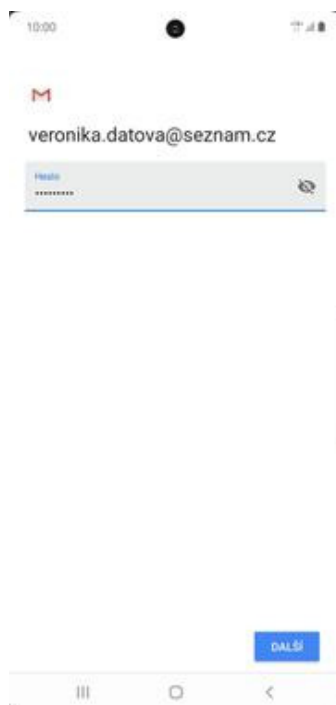 10:00
veronika.datova@seznam.cz
Heslo
•••••••••
DALŠÍ